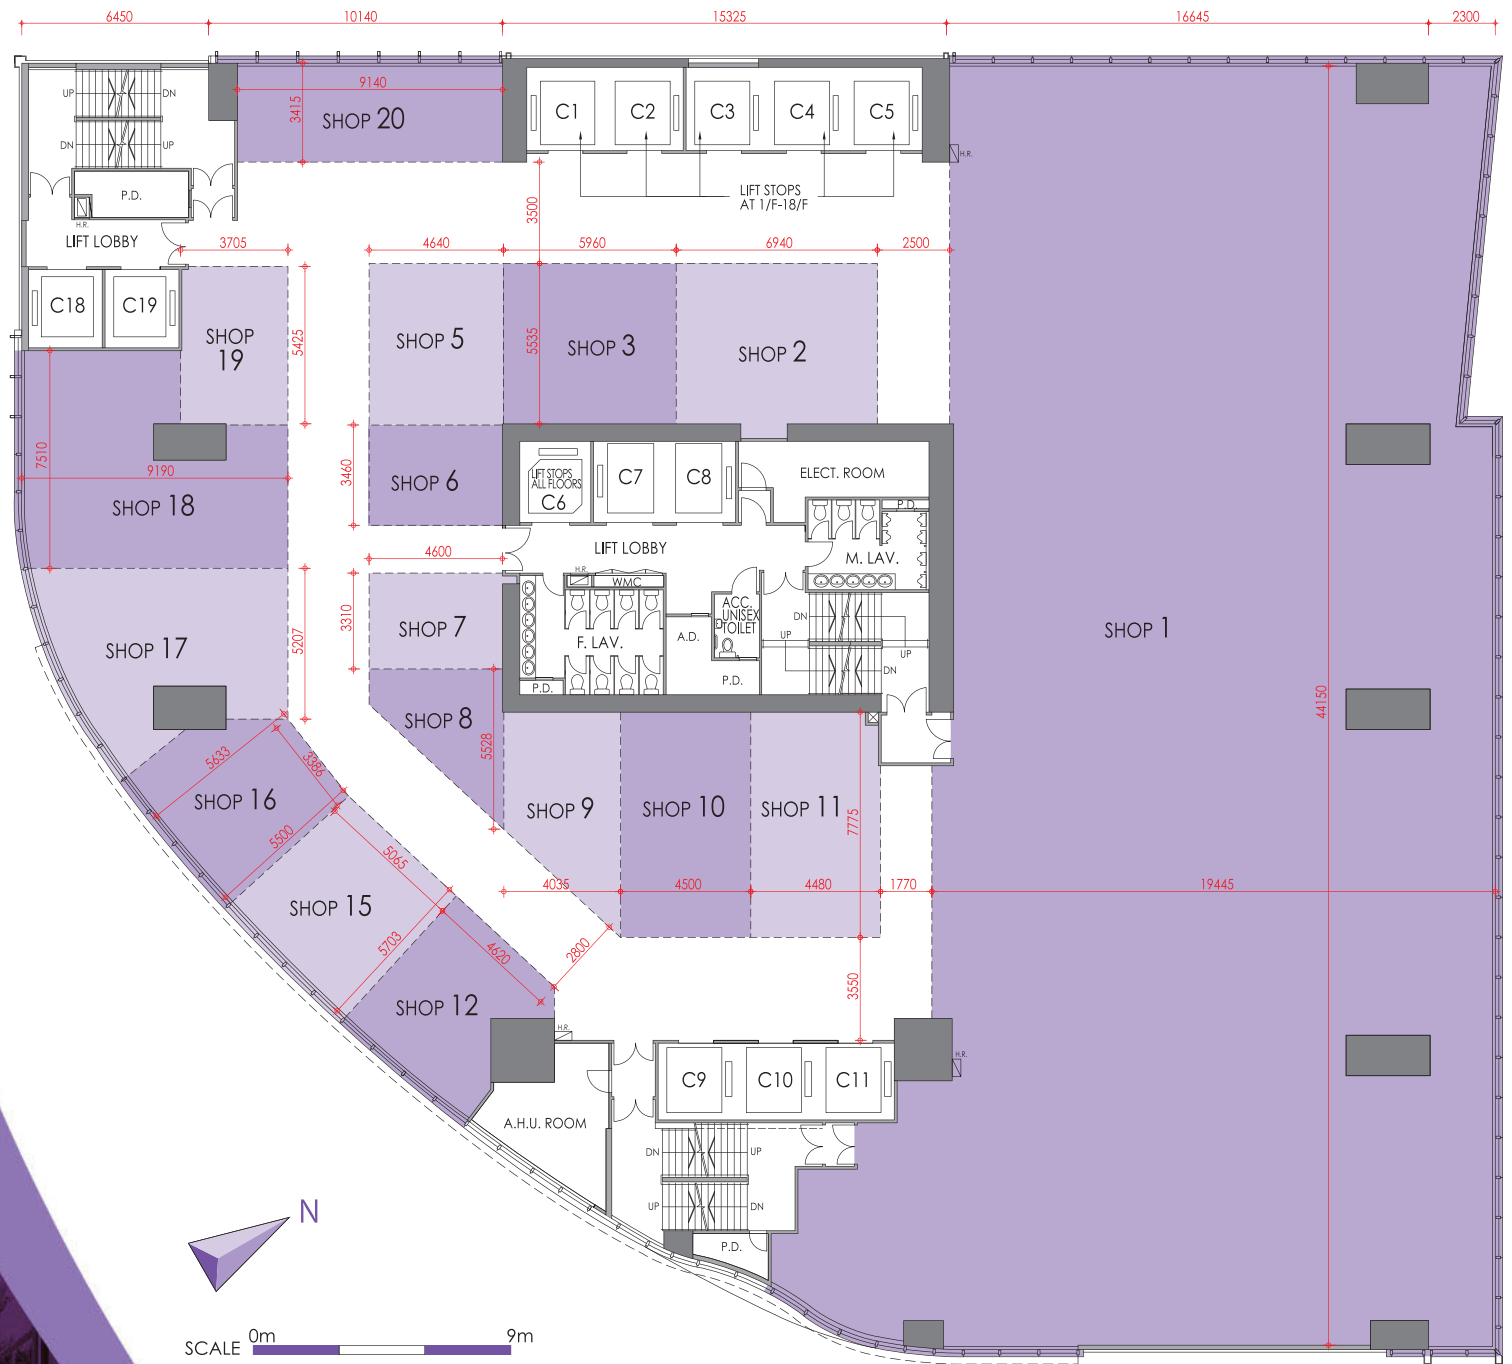 6450 10140 15325 16645 2300
UP DN
DN UP
P.D.
H.R.
LIFT LOBBY
C18 C19
9140
3415
SHOP 20
C1 C2 C3 C4 C5
H.R.
LIFT STOPS
AT 1/F-18/F
3500
3705 4640 5960 6940 2500
SHOP
19
5425
SHOP 5
5535
SHOP 3
SHOP 2
7510
9190
SHOP 18
3460
SHOP 6
LIFT STOPS
ALL FLOORS
C6
C7 C8
ELECT. ROOM
P.D.
4600
LIFT LOBBY
M. LAV.
H.R.
WMC
ACC.
UNISEX
TOILET
DN
UP
UP
DN
F. LAV.
A.D.
P.D.
P.D.
SHOP 1
44150
3310
SHOP 7
5207
SHOP 17
SHOP 8
5528
5633
3386
SHOP 16
5500
SHOP 9
SHOP 10
SHOP 11
7775
5065
4035 4500 4480 1770 19445
SHOP 15
5703
4620
2800
3550
SHOP 12
H.R.
H.R.
C9 C10 C11
A.H.U. ROOM
DN UP
UP DN
P.D.
N
SCALE 0m 9m